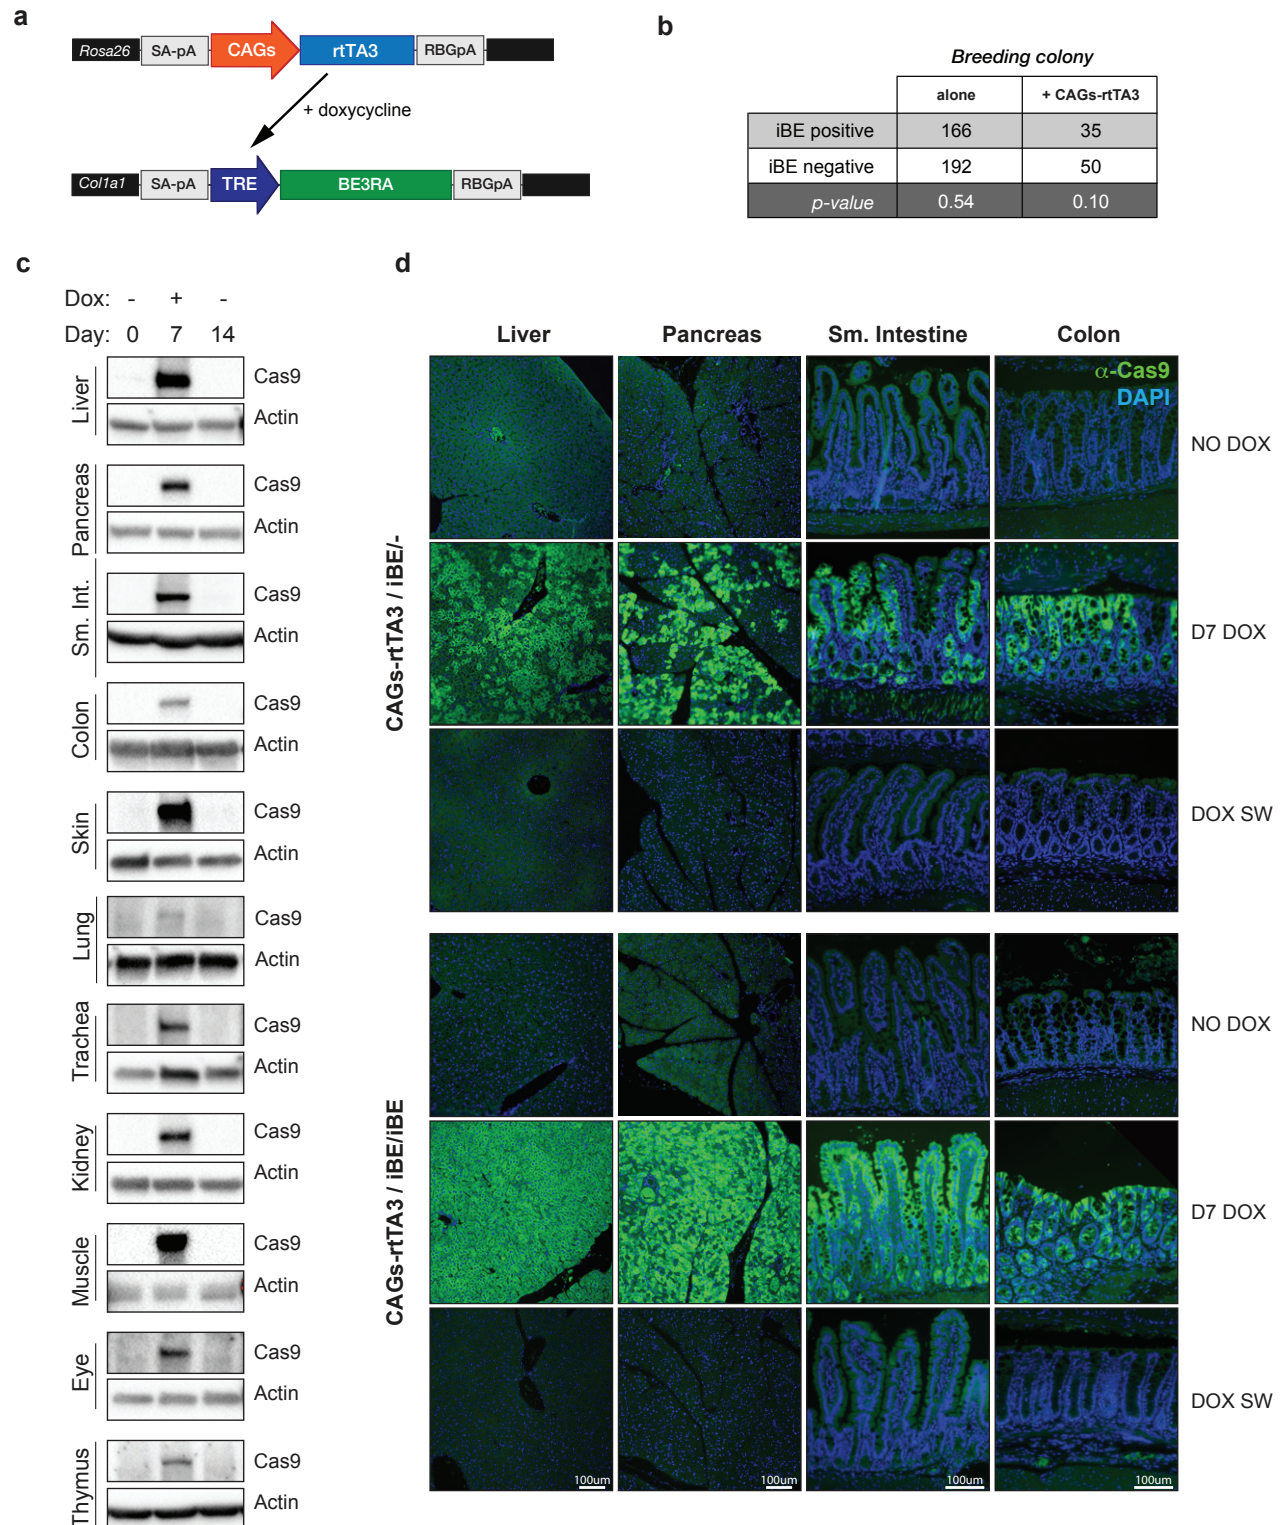 a
Rosa26 SA-pA CAGs rtTA3 RBGpA
+ doxycycline
Col1a1 SA-pA TRE BE3RA RBGpA
b
Breeding colony
alone + CAGs-rtTA3
iBE positive 166 35
iBE negative 192 50
p-value 0.54 0.10
c
Dox: - + -
Day: 0 7 14
Liver
Cas9
Actin
Pancreas
Cas9
Actin
Sm. Int.
Cas9
Actin
Colon
Cas9
Actin
Skin
Cas9
Actin
Lung
Cas9
Actin
Trachea
Cas9
Actin
Kidney
Cas9
Actin
Muscle
Cas9
Actin
Eye
Cas9
Actin
Thymus
Cas9
Actin
d
Liver Pancreas Sm. Intestine Colon
α-Cas9
DAPI
CAGs-rtTA3 / iBE/-
NO DOX
D7 DOX
DOX SW
CAGs-rtTA3 / iBE/iBE
NO DOX
D7 DOX
DOX SW
100um 100um 100um 100um